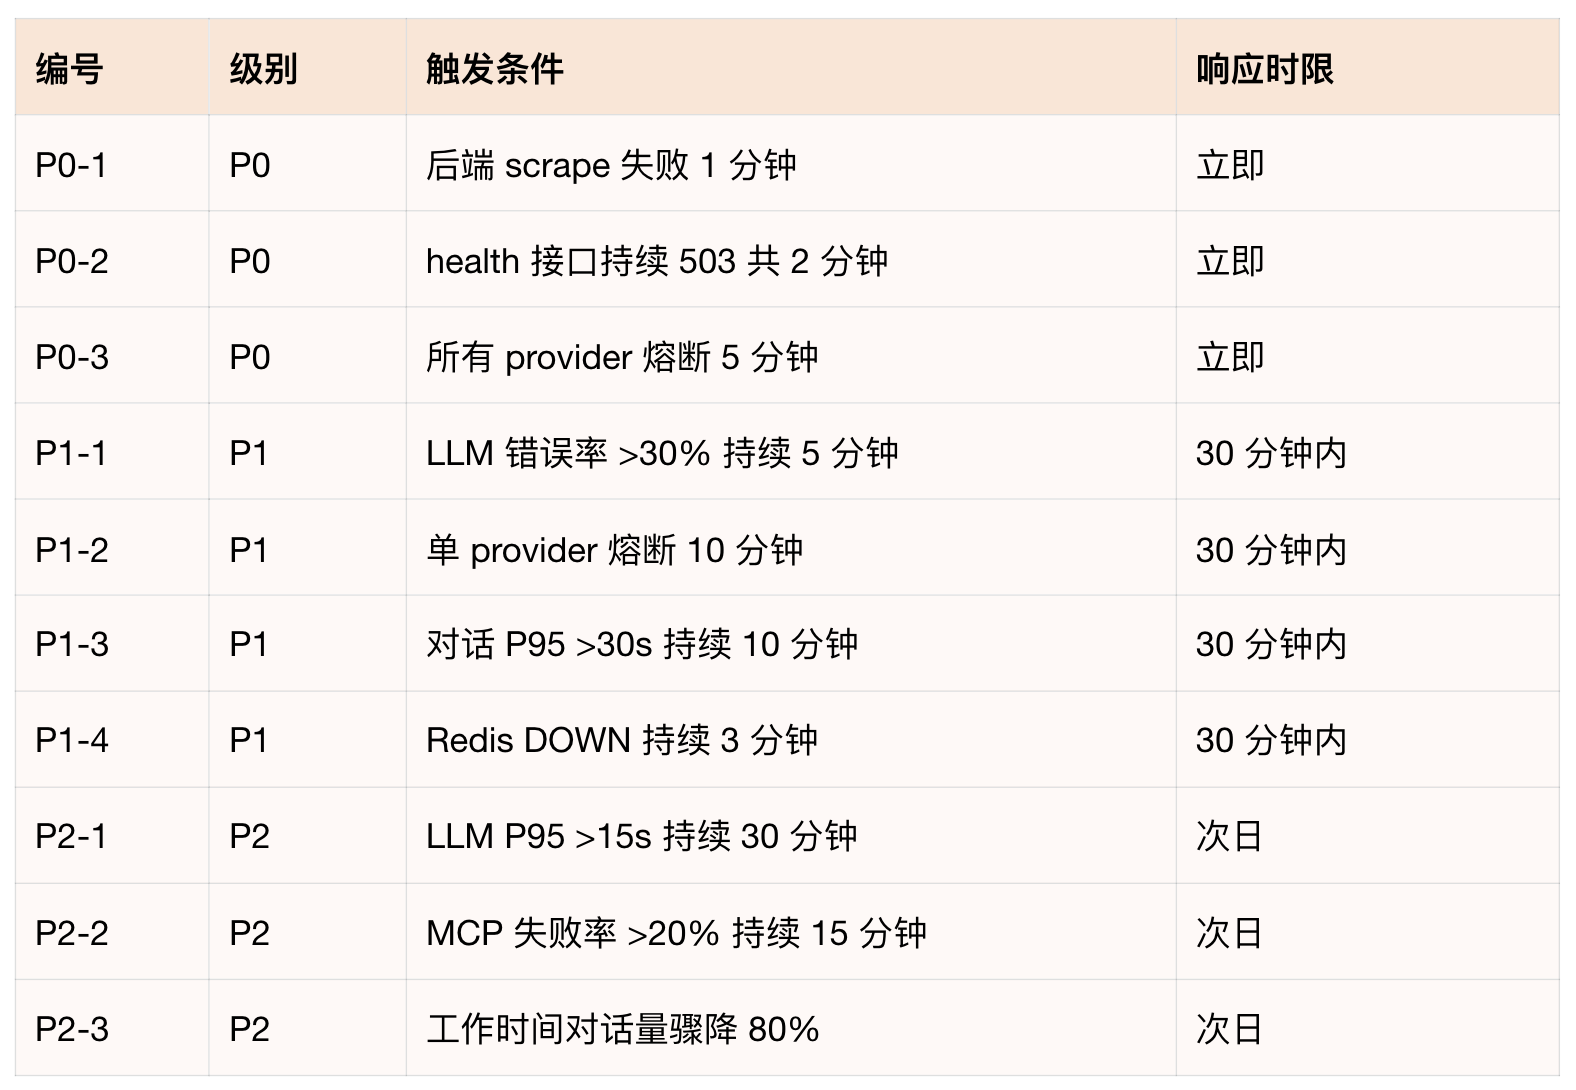 编号 级别 触发条件 响应时限
P0-1 P0 后端 scrape 失败 1 分钟 立即
P0-2 P0 health 接口持续 503 共 2 分钟 立即
P0-3 P0 所有 provider 熔断 5 分钟 立即
P1-1 P1 LLM 错误率 >30% 持续 5 分钟 30 分钟内
P1-2 P1 单 provider 熔断 10 分钟 30 分钟内
P1-3 P1 对话 P95 >30s 持续 10 分钟 30 分钟内
P1-4 P1 Redis DOWN 持续 3 分钟 30 分钟内
P2-1 P2 LLM P95 >15s 持续 30 分钟 次日
P2-2 P2 MCP 失败率 >20% 持续 15 分钟 次日
P2-3 P2 工作时间对话量骤降 80% 次日